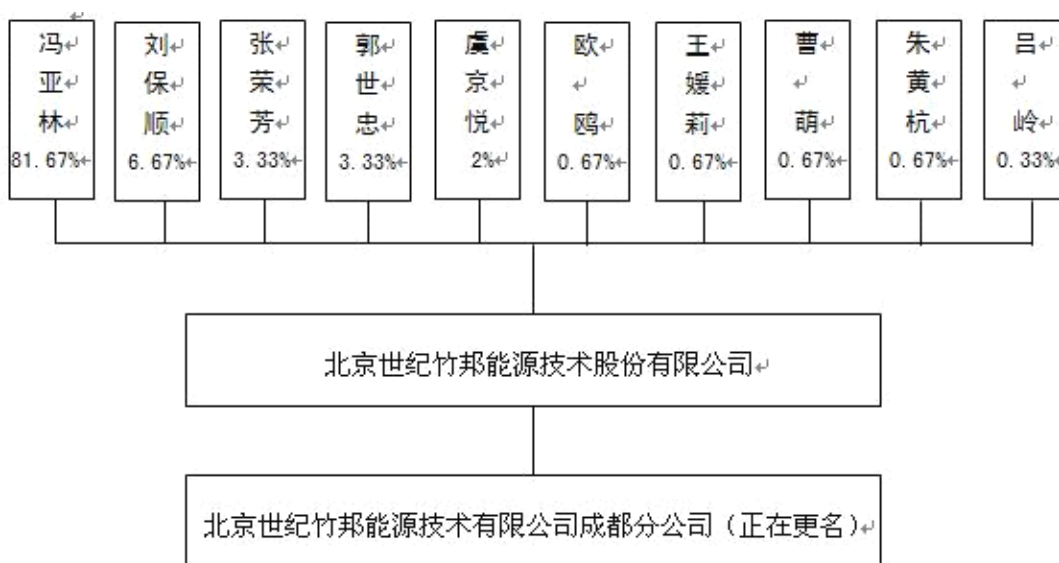 冯亚林
81.67%
刘保顺
6.67%
张荣芳
3.33%
郭世忠
3.33%
虞京悦
2%
欧鸥
0.67%
王媛莉
0.67%
曹萌
0.67%
朱黄杭
0.67%
吕岭
0.33%
北京世纪竹邦能源技术股份有限公司
北京世纪竹邦能源技术有限公司成都分公司（正在更名）